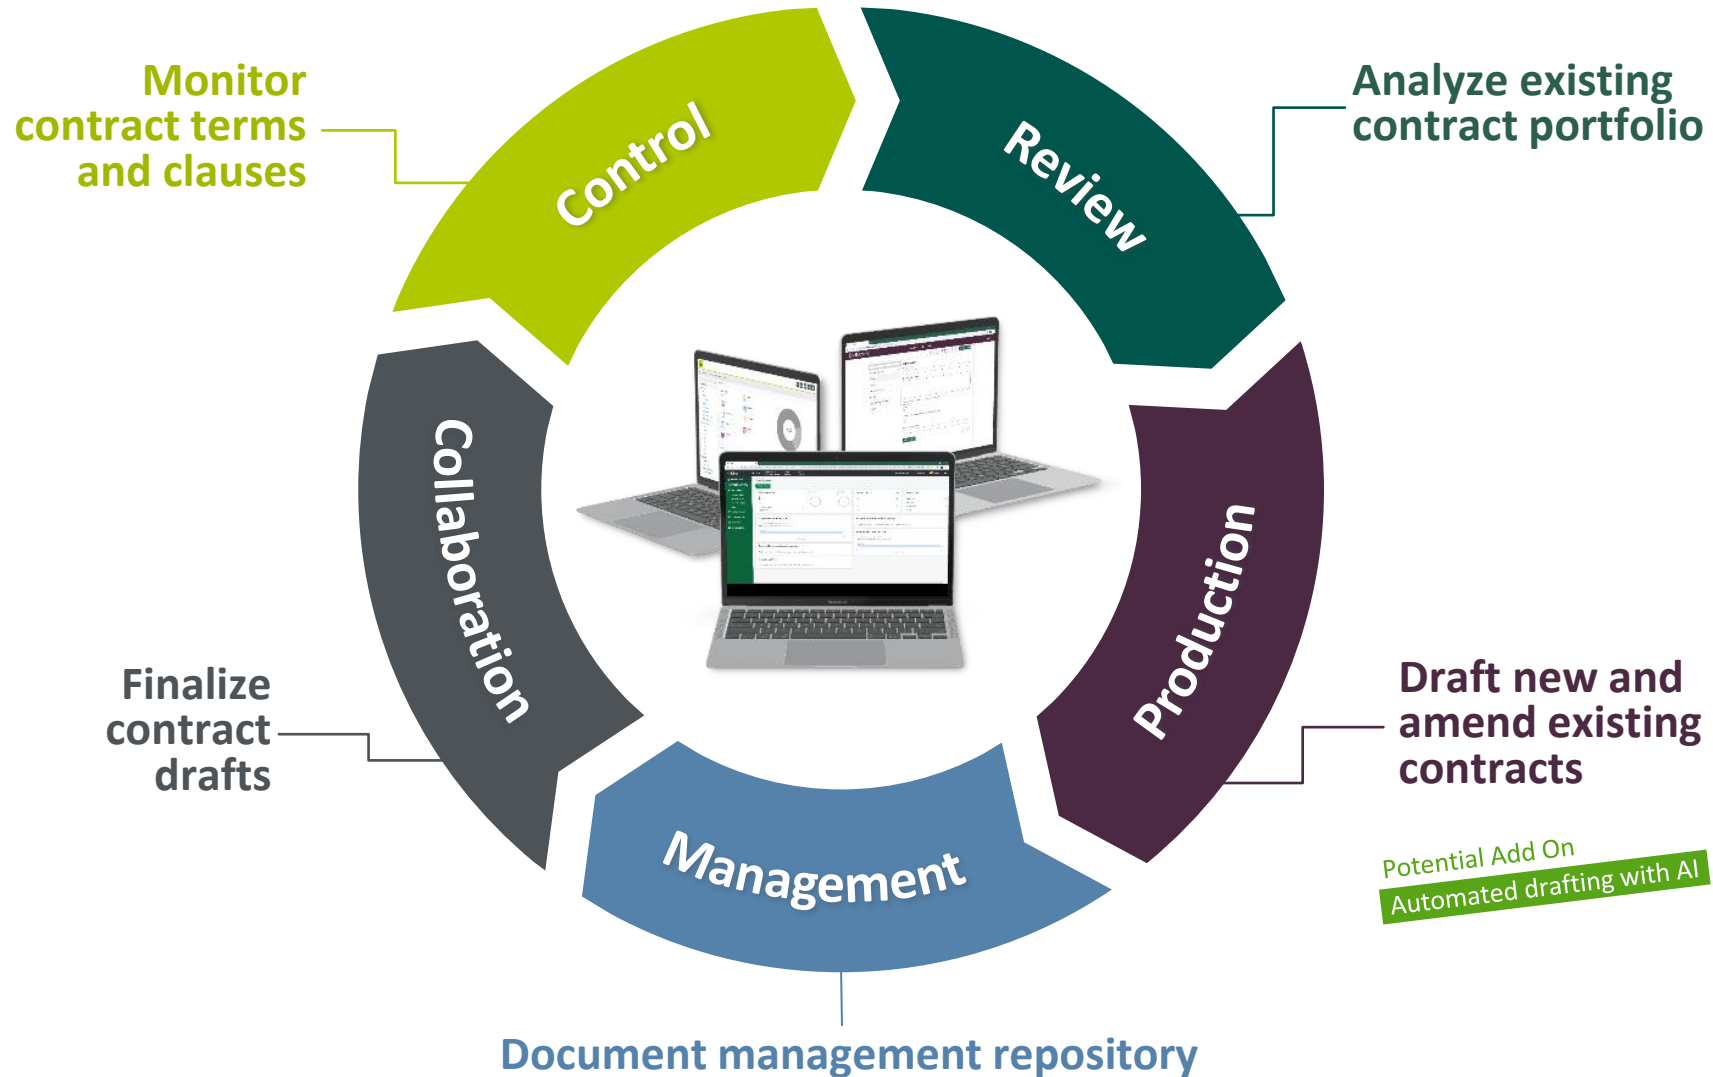 Monitor
contract terms
and clauses
Control
Review
Analyze existing
contract portfolio
Collaboration
Production
Finalize
contract
drafts
Draft new and
amend existing
contracts
Management
Potential Add On
Automated drafting with AI
Document management repository